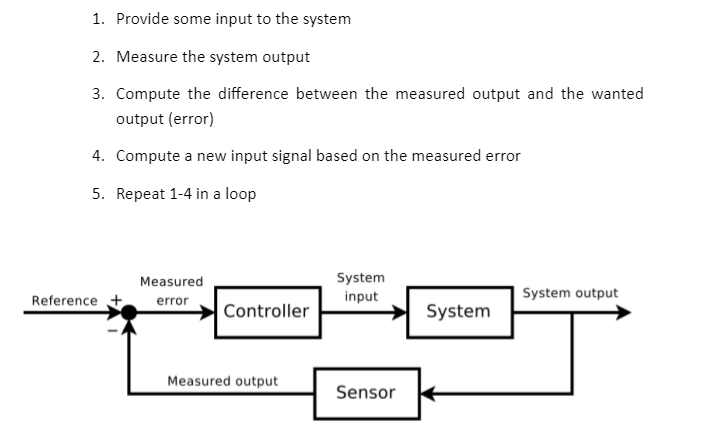 1. Provide some input to the system
2. Measure the system output
3. Compute the difference between the measured output and the wanted
output (error)
4. Compute a new input signal based on the measured error
5. Repeat 1-4 in a loop
Reference +
Measured
error
Controller
System
input
System
System output
−
Measured output
Sensor